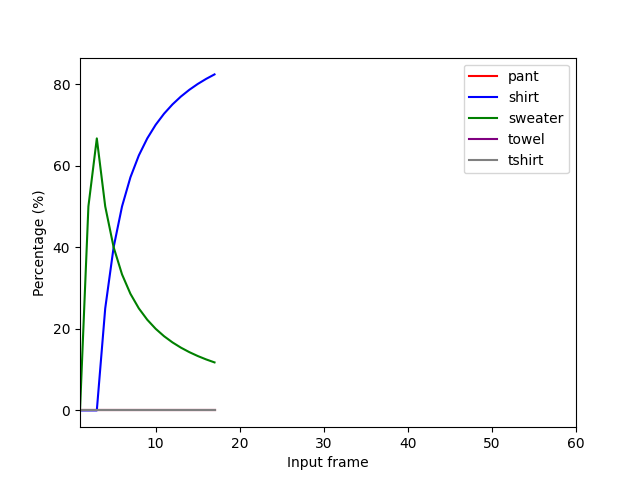 pant
shirt
sweater
towel
tshirt
80
60
40
20
0
Percentage (%)
10 20 30 40 50 60
Input frame